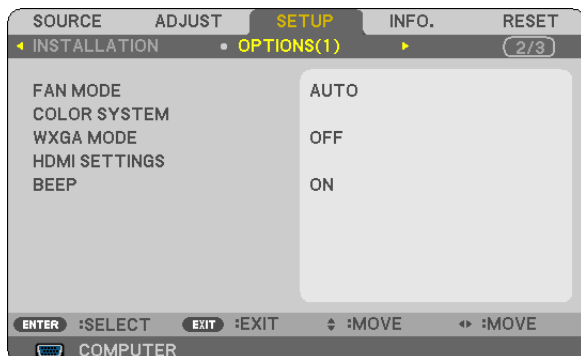 SOURCE ADJUST SETUP INFO. RESET
INSTALLATION OPTIONS(1) 2/3
FAN MODE AUTO
COLOR SYSTEM
WXGA MODE OFF
HDMI SETTINGS
BEEP ON
ENTER :SELECT EXIT :EXIT :MOVE :MOVE
COMPUTER